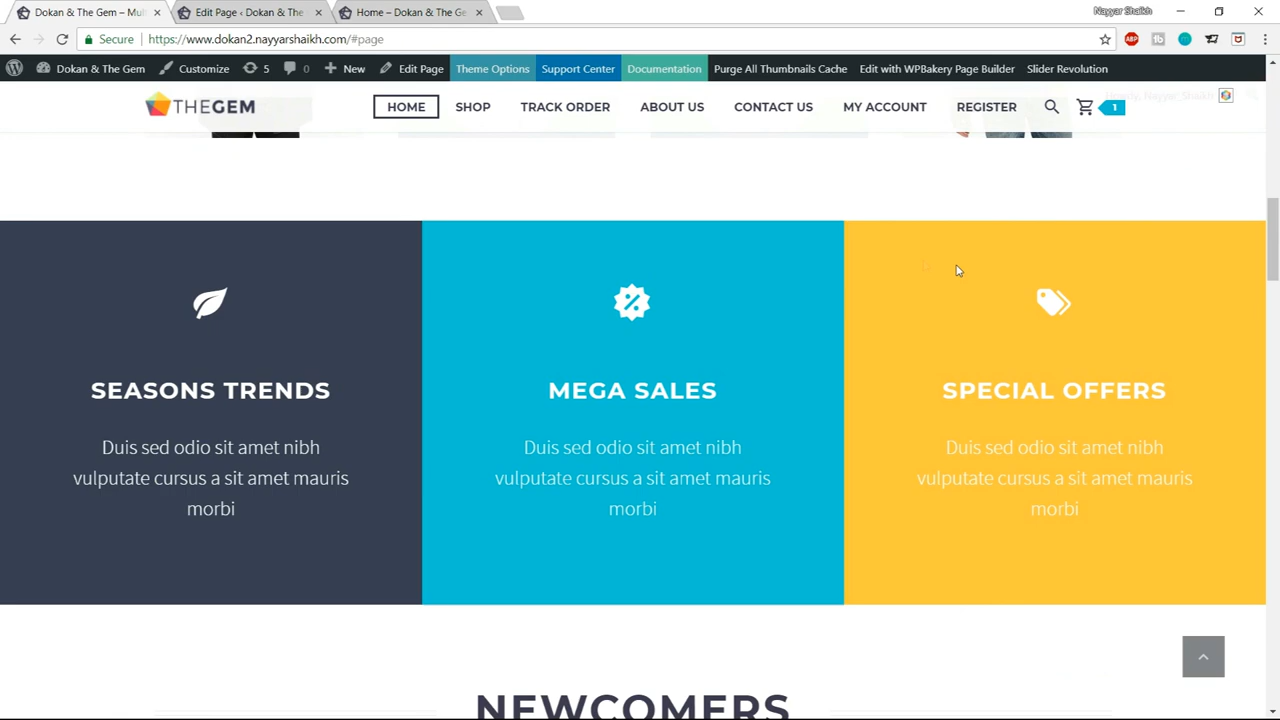 Dokan & The Gem – Mul
Edit Page ‹ Dokan & The
Home – Dokan & The Ge
Nayyar Shaikh
Secure
https://www.dokan2.nayyarshaikh.com/#page
ABP
Dokan & The Gem
Customize
5
0
New
Edit Page
Theme Options
Support Center
Documentation
Purge All Thumbnails Cache
Edit with WPBakery Page Builder
Slider Revolution
Howdy, Nayyar_Shaikh
THEGEM
HOME
SHOP
TRACK ORDER
ABOUT US
CONTACT US
MY ACCOUNT
REGISTER
1
SEASONS TRENDS
Duis sed odio sit amet nibh
vulputate cursus a sit amet mauris
morbi
MEGA SALES
Duis sed odio sit amet nibh
vulputate cursus a sit amet mauris
morbi
SPECIAL OFFERS
Duis sed odio sit amet nibh
vulputate cursus a sit amet mauris
morbi
NEWCOMERS